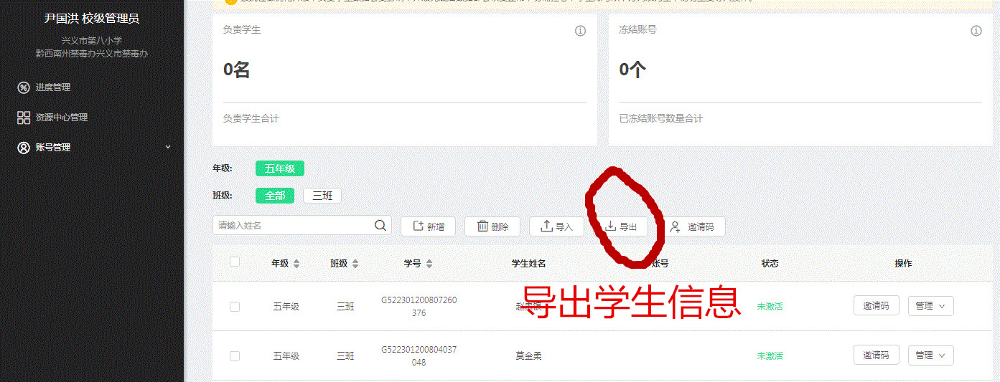 尹国洪 校级管理员
兴义市第八小学
黔西南州禁毒办兴义市禁毒办
进度管理
资源中心管理
账号管理
负责学生
0名
负责学生合计
冻结账号
0个
已冻结账号数量合计
年级: 五年级
班级: 全部 三班
请输入姓名 新增 删除 导入 导出 邀请码
年级 班级 学号 学生姓名 账号 状态 操作
导出学生信息
五年级 三班 G522301200807260376 未激活 邀请码 管理
五年级 三班 G522301200804037048 莫金柔 未激活 邀请码 管理